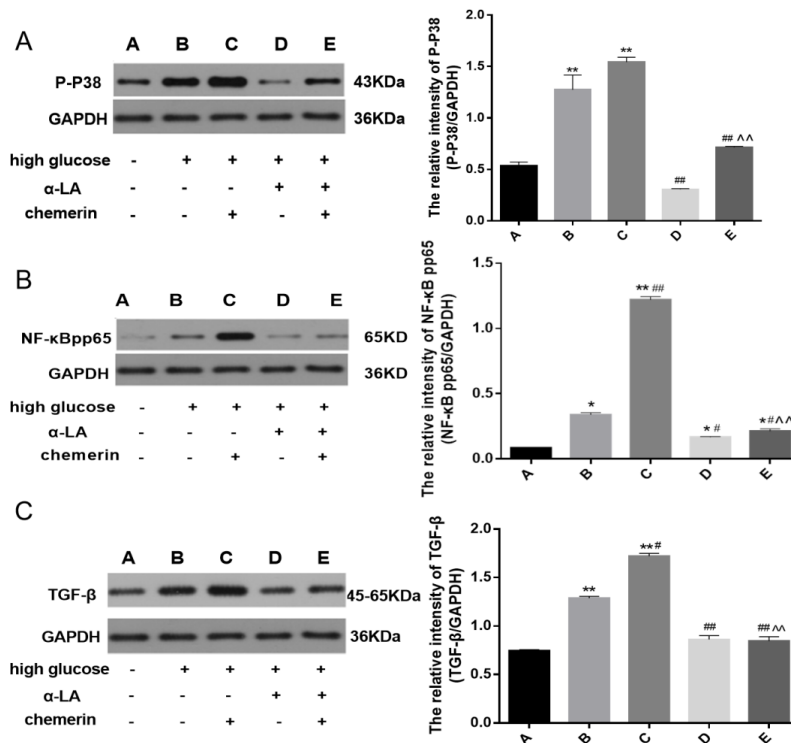 A
A B C D E
P-P38 43KDa
GAPDH 36KDa
high glucose - + + + +
α-LA - - - + +
chemerin - - + - +
The relative intensity of P-P38
(P-P38/GAPDH)
2.0
1.5
1.0
0.5
0.0
** ** ## ## ^^
A B C D E
B
A B C D E
NF-κBpp65 65KD
GAPDH 36KD
high glucose - + + + +
α-LA - - - + +
chemerin - - + - +
The relative intensity of NF-κB pp65
(NF-κB pp65/GAPDH)
1.5
1.0
0.5
0.0
* ** ## * # *#^^
A B C D E
C
A B C D E
TGF-β 45-65KDa
GAPDH 36KDa
high glucose - + + + +
α-LA - - - + +
chemerin - - + - +
The relative intensity of TGF-β
(TGF-β/GAPDH)
2.0
1.5
1.0
0.5
0.0
** **# ## ## ^^
A B C D E